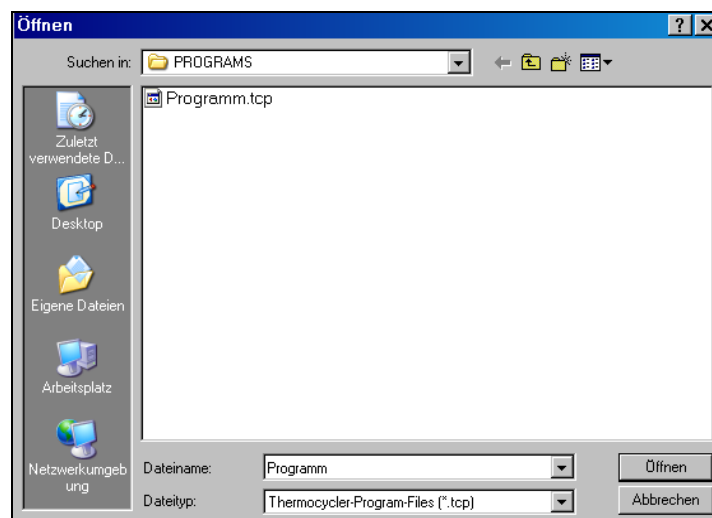 Öffnen
Suchen in: PROGRAMS
Programm.tcp
Zuletzt
verwendete D...
Desktop
Eigene Dateien
Arbeitsplatz
Netzwerkumgeb
ung
Dateiname: Programm Öffnen
Dateityp: Thermocycler-Program-Files (*.tcp) Abbrechen